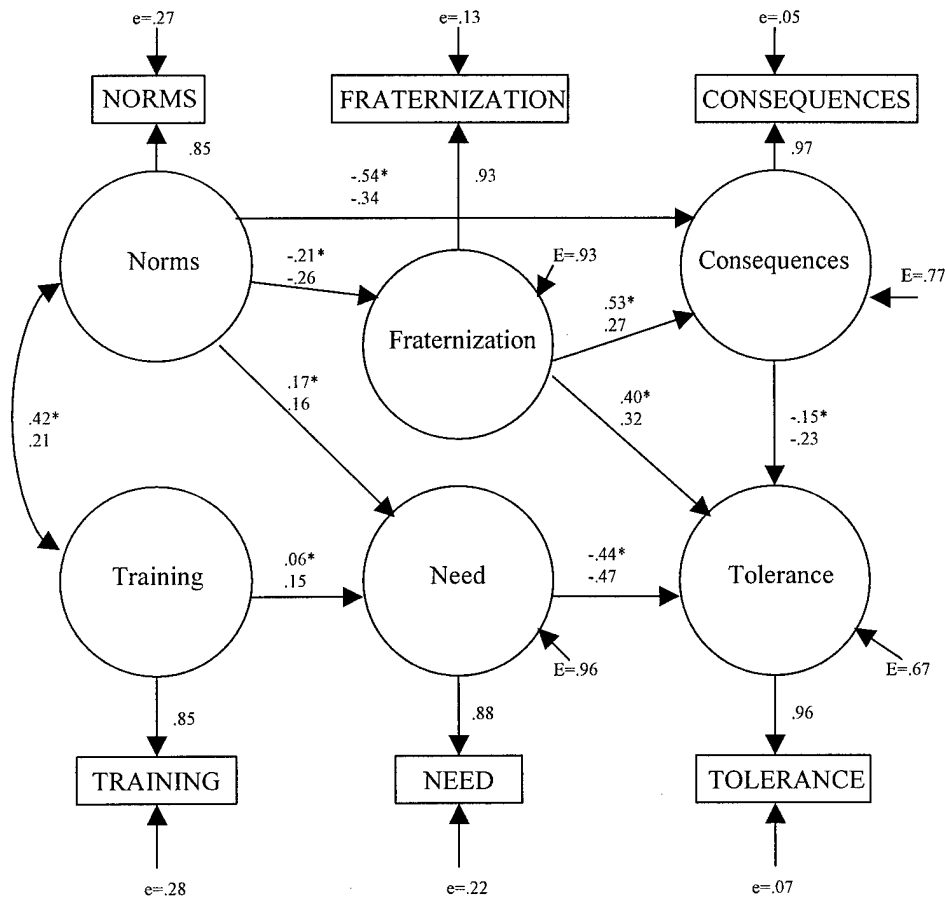 e=.27
e=.13
e=.05
NORMS
FRATERNIZATION
CONSEQUENCES
.85
.93
.97
-.54*
-.34
Norms
-.21*
-.26
E=.93
Consequences
E=.77
.53*
.27
Fraternization
.17*
.16
.40*
.32
-.15*
-.23
.42*
.21
Training
.06*
.15
Need
-.44*
-.47
Tolerance
E=.96
E=.67
.85
.88
.96
TRAINING
NEED
TOLERANCE
e=.28
e=.22
e=.07